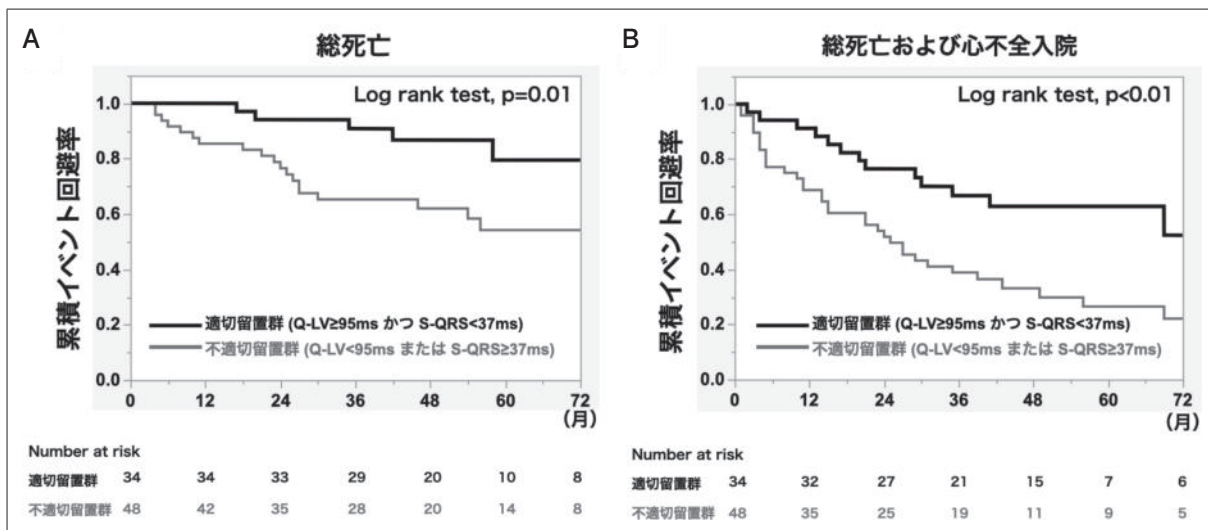 A
総死亡
Log rank test, p=0.01
累積イベント回避率
1.0
0.8
0.6
0.4
0.2
0.0
適切留置群 (Q-LV≥95ms かつ S-QRS<37ms)
不適切留置群 (Q-LV<95ms または S-QRS≥37ms)
0 12 24 36 48 60 72
(月)
Number at risk
適切留置群 34 34 33 29 20 10 8
不適切留置群 48 42 35 28 20 14 8
B
総死亡および心不全入院
Log rank test, p<0.01
累積イベント回避率
1.0
0.8
0.6
0.4
0.2
0.0
適切留置群 (Q-LV≥95ms かつ S-QRS<37ms)
不適切留置群 (Q-LV<95ms または S-QRS≥37ms)
0 12 24 36 48 60 72
(月)
Number at risk
適切留置群 34 32 27 21 15 7 6
不適切留置群 48 35 25 19 11 9 5